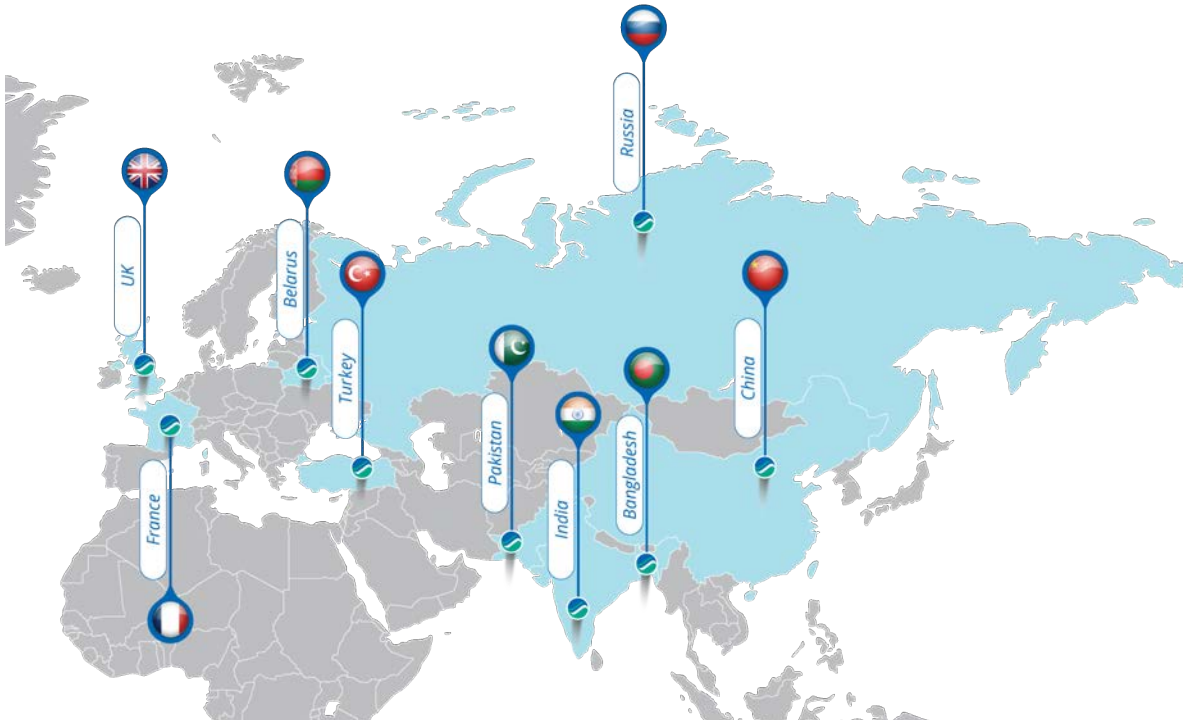 Russia
UK
Belarus
Turkey
China
Pakistan
Bangladesh
India
France